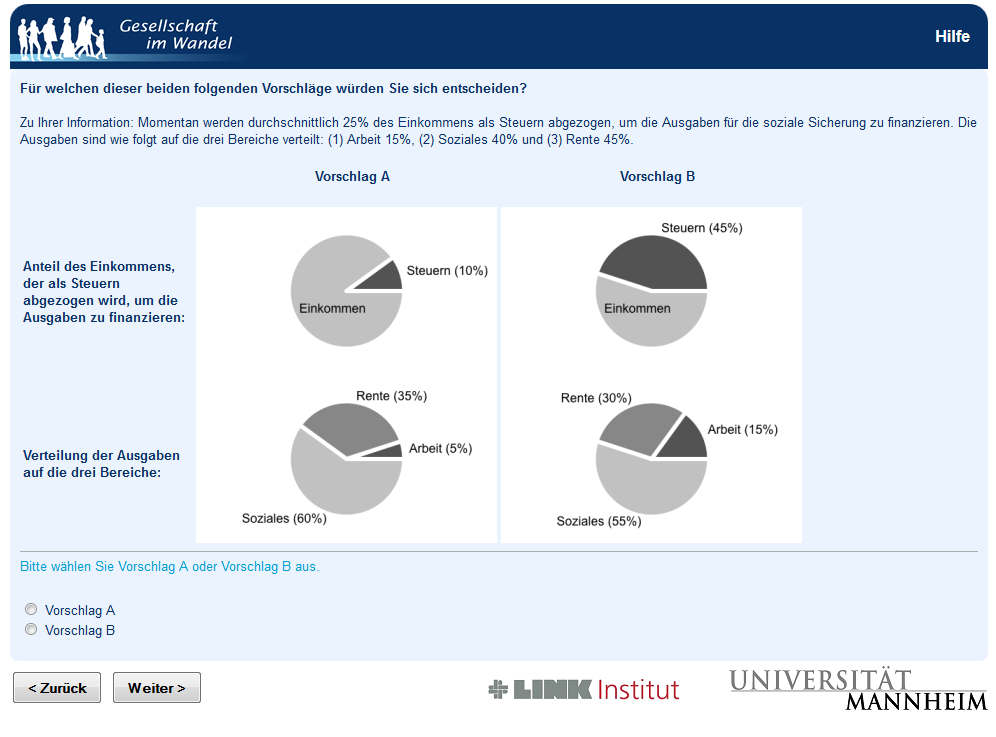 Gesellschaft
im Wandel
Hilfe
Für welchen dieser beiden folgenden Vorschläge würden Sie sich entscheiden?
Zu Ihrer Information: Momentan werden durchschnittlich 25% des Einkommens als Steuern abgezogen, um die Ausgaben für die soziale Sicherung zu finanzieren. Die
Ausgaben sind wie folgt auf die drei Bereiche verteilt: (1) Arbeit 15%, (2) Soziales 40% und (3) Rente 45%.
Vorschlag A
Vorschlag B
Anteil des Einkommens,
der als Steuern
abgezogen wird, um die
Ausgaben zu finanzieren:
Steuern (10%)
Einkommen
Steuern (45%)
Einkommen
Verteilung der Ausgaben
auf die drei Bereiche:
Rente (35%)
Arbeit (5%)
Soziales (60%)
Rente (30%)
Arbeit (15%)
Soziales (55%)
Bitte wählen Sie Vorschlag A oder Vorschlag B aus.
Vorschlag A
Vorschlag B
< Zurück
Weiter >
LINK Institut
UNIVERSITÄT
MANNHEIM